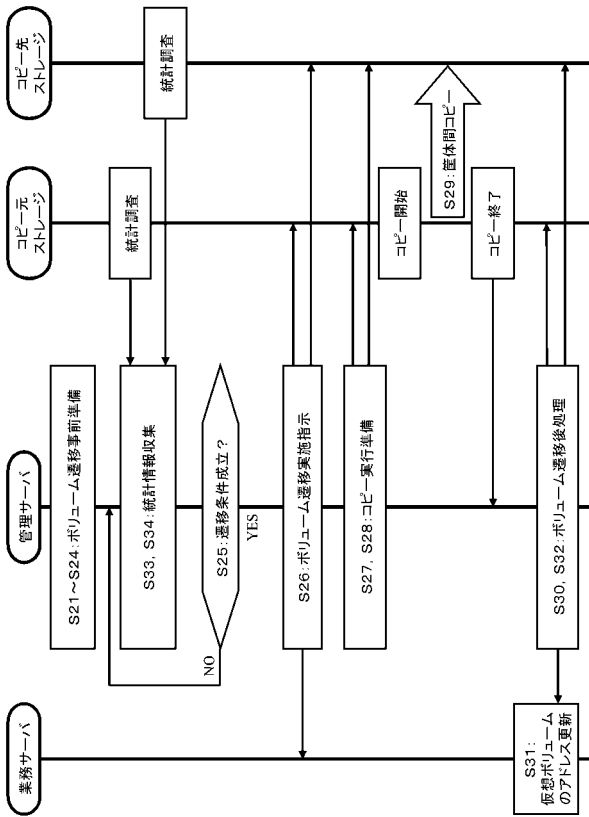 業務サーバ
管理サーバ
コピー元
ストレージ
コピー先
ストレージ
S21～S24:ボリューム遷移事前準備
統計調査
統計調査
S33, S34:統計情報収集
S25:遷移条件成立?
NO
YES
S26:ボリューム遷移実施指示
S27, S28:コピー実行準備
コピー開始
S29:筐体間コピー
コピー終了
S30, S32:ボリューム遷移後処理
S31:
仮想ボリューム
のアドレス更新